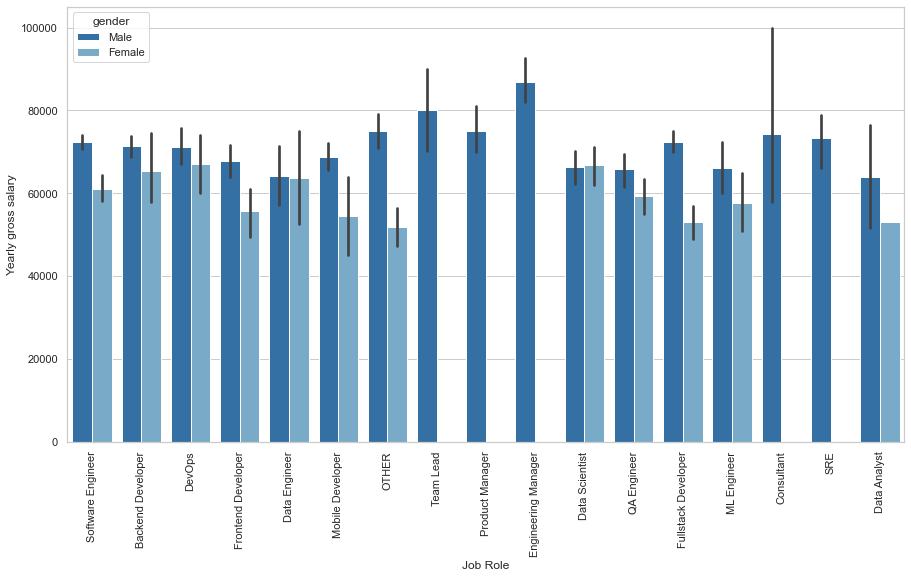 gender
Male
Female
Yearly gross salary
100000
80000
60000
40000
20000
0
Software Engineer
Backend Developer
DevOps
Frontend Developer
Data Engineer
Mobile Developer
OTHER
Team Lead
Product Manager
Engineering Manager
Data Scientist
QA Engineer
Fullstack Developer
ML Engineer
Consultant
SRE
Data Analyst
Job Role